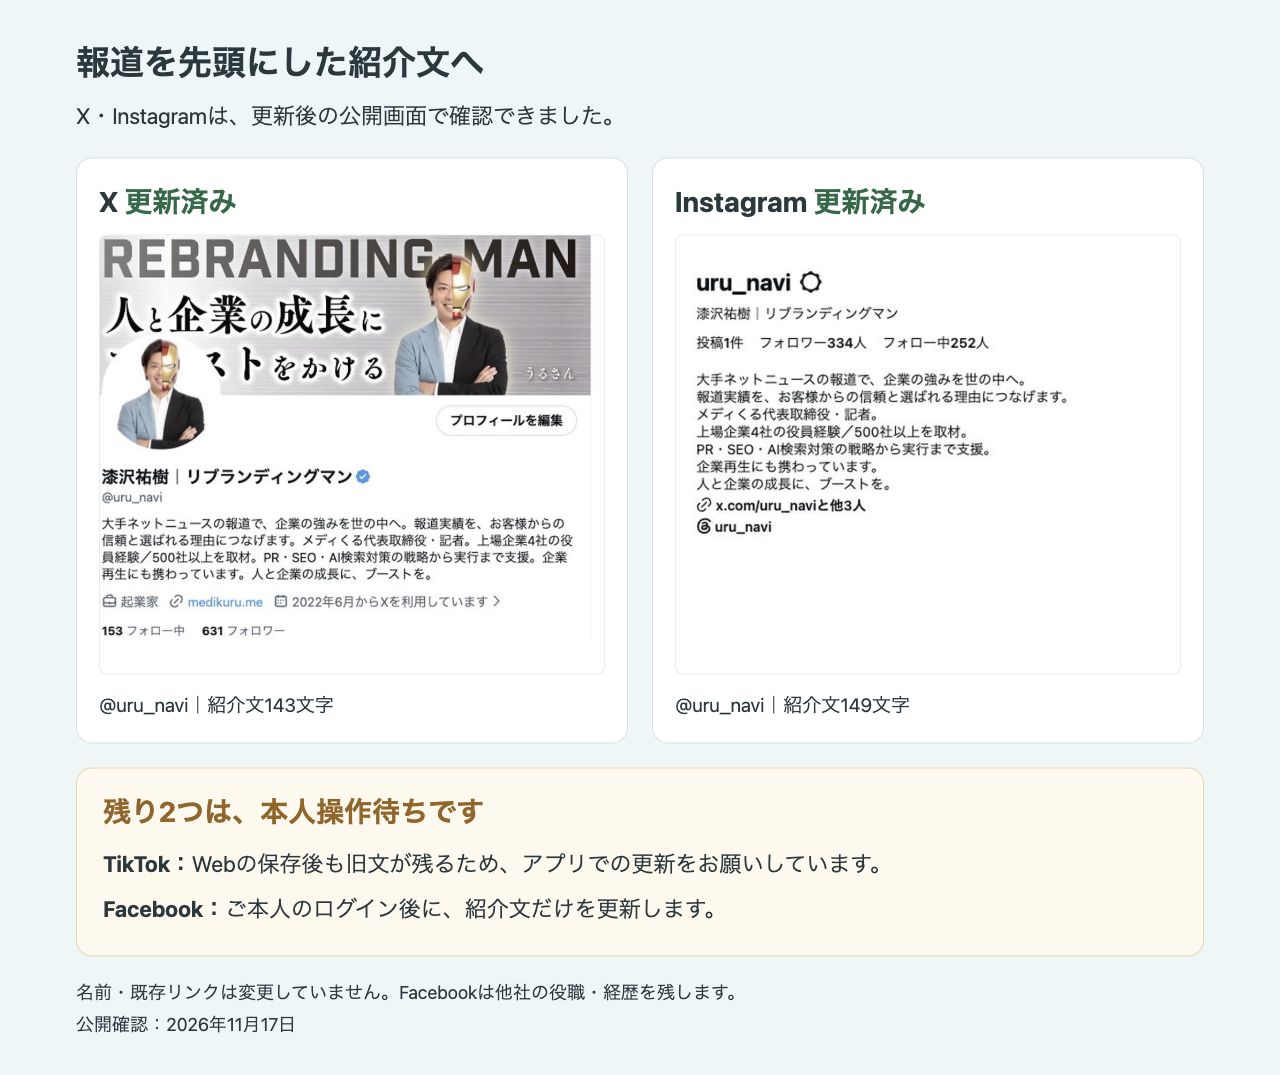 報道を先頭にした紹介文へ
X・Instagramは、更新後の公開画面で確認できました。
X 更新済み
REBRANDING MAN
人と企業の成長に
ストをかける
うるさん
プロフィールを編集
漆沢祐樹｜リブランディングマン
@uru_navi
大手ネットニュースの報道で、企業の強みを世の中へ。報道実績を、お客様からの
信頼と選ばれる理由につなげます。メディくる代表取締役・記者。上場企業4社の役
員経験／500社以上を取材。PR・SEO・AI検索対策の戦略から実行まで支援。企業
再生にも携わっています。人と企業の成長に、ブーストを。
起業家 medikuru.me 2022年6月からXを利用しています
153 フォロー中 631 フォロワー
@uru_navi｜紹介文143文字
Instagram 更新済み
uru_navi
漆沢祐樹｜リブランディングマン
投稿1件 フォロワー334人 フォロー中252人
大手ネットニュースの報道で、企業の強みを世の中へ。
報道実績を、お客様からの信頼と選ばれる理由につなげます。
メディくる代表取締役・記者。
上場企業4社の役員経験／500社以上を取材。
PR・SEO・AI検索対策の戦略から実行まで支援。
企業再生にも携わっています。
人と企業の成長に、ブーストを。
x.com/uru_naviと他3人
uru_navi
@uru_navi｜紹介文149文字
残り2つは、本人操作待ちです
TikTok：Webの保存後も旧文が残るため、アプリでの更新をお願いしています。
Facebook：ご本人のログイン後に、紹介文だけを更新します。
名前・既存リンクは変更していません。Facebookは他社の役職・経歴を残します。
公開確認：2026年11月17日